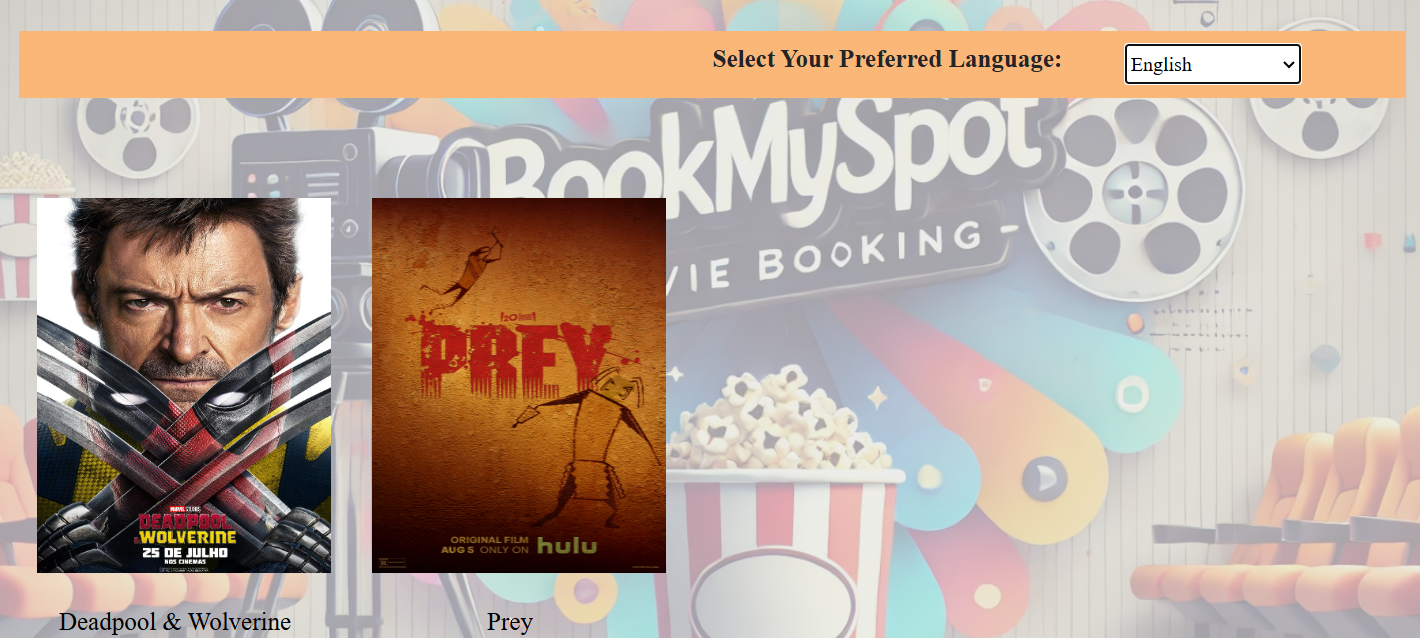 Select Your Preferred Language:
English
BookMySpot
VIE BOOKING
MARVEL STUDIOS
DEADPOOL
& WOLVERINE
25 DE JULHO
NOS CINEMAS
PREY
ORIGINAL FILM
AUG 5 ONLY ON hulu
Deadpool & Wolverine
Prey